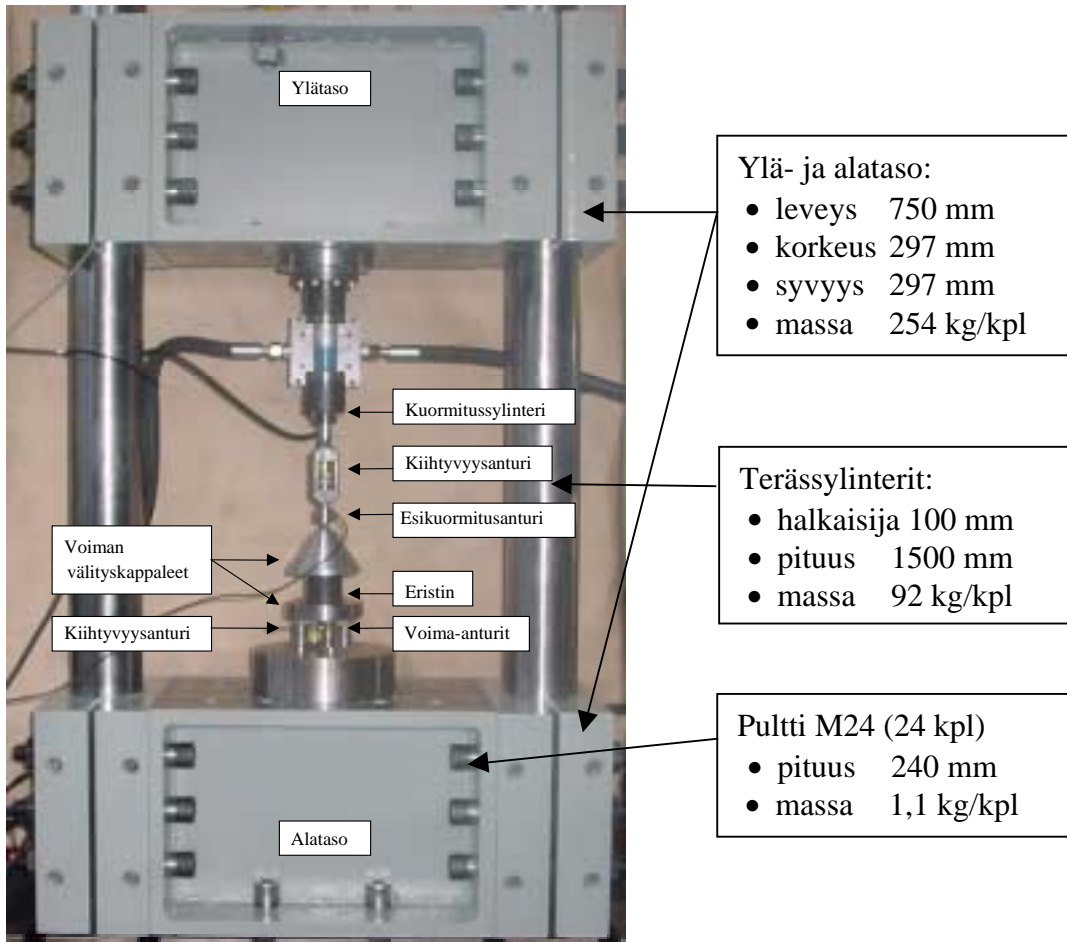 Ylätaso
Ylä- ja alataso:
• leveys 750 mm
• korkeus 297 mm
• syvyys 297 mm
• massa 254 kg/kpl
Kuormitussylinteri
Kiihtyvyysanturi
Esikuormitusanturi
Voiman
välityskappaleet
Eristin
Kiihtyvyysanturi
Voima-anturit
Terässylinterit:
• halkaisija 100 mm
• pituus 1500 mm
• massa 92 kg/kpl
Pultti M24 (24 kpl)
• pituus 240 mm
• massa 1,1 kg/kpl
Alataso